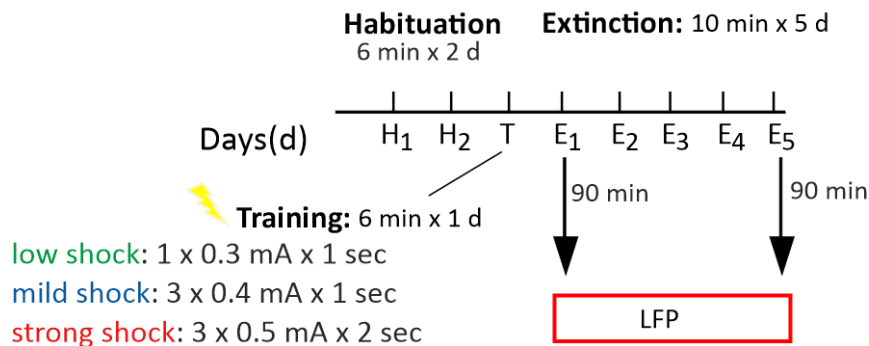 Habituation
6 min x 2 d
Extinction: 10 min x 5 d
Days(d)
H1 H2 T E1 E2 E3 E4 E5
90 min
90 min
Training: 6 min x 1 d
low shock: 1 x 0.3 mA x 1 sec
mild shock: 3 x 0.4 mA x 1 sec
strong shock: 3 x 0.5 mA x 2 sec
LFP